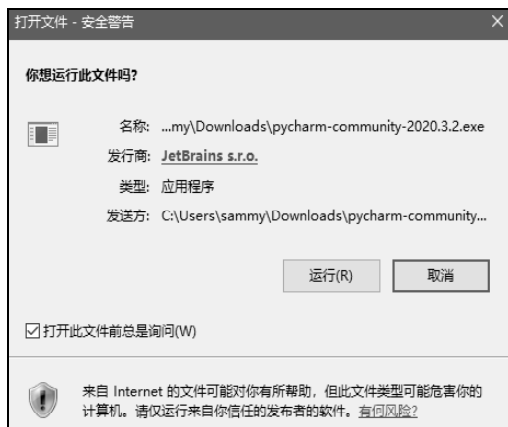 打开文件 - 安全警告
你想运行此文件吗?
名称: ...my\Downloads\pycharm-community-2020.3.2.exe
发行商: JetBrains s.r.o.
类型: 应用程序
发送方: C:\Users\sammy\Downloads\pycharm-community...
运行(R) 取消
打开此文件前总是询问(W)
来自 Internet 的文件可能对你有所帮助，但此文件类型可能危害你的
计算机。请仅运行来自你信任的发布者的软件。有何风险?